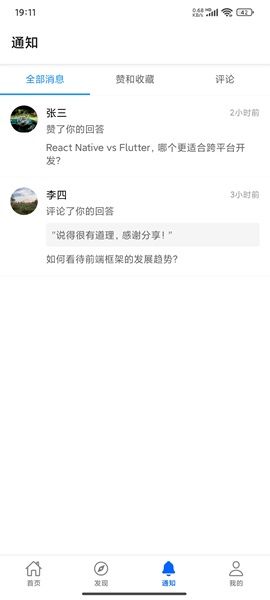 19:11
0.68 KB/s
HD
42
通知
全部消息
赞和收藏
评论
张三
2小时前
赞了你的回答
React Native vs Flutter，哪个更适合跨平台开
发？
李四
3小时前
评论了你的回答
"说得很有道理，感谢分享！"
如何看待前端框架的发展趋势？
首页
发现
通知
我的